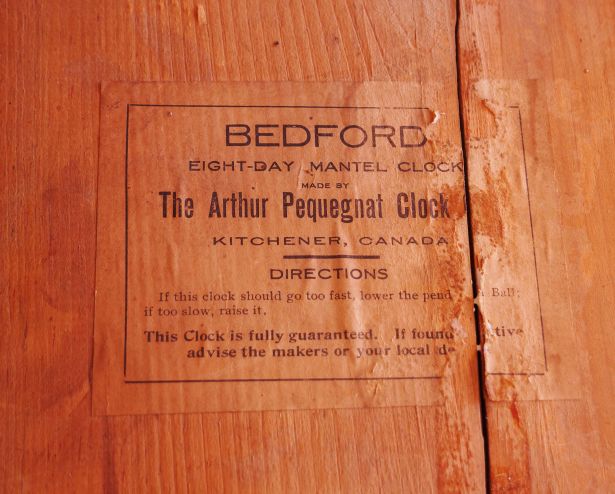 BEDFORD
EIGHT-DAY MANTEL CLOCK
MADE BY
The Arthur Pequegnat Clock
KITCHENER, CANADA
DIRECTIONS
If this clock should go too fast, lower the pend Ball;
if too slow, raise it.
This Clock is fully guaranteed. If found tive
advise the makers or your local de